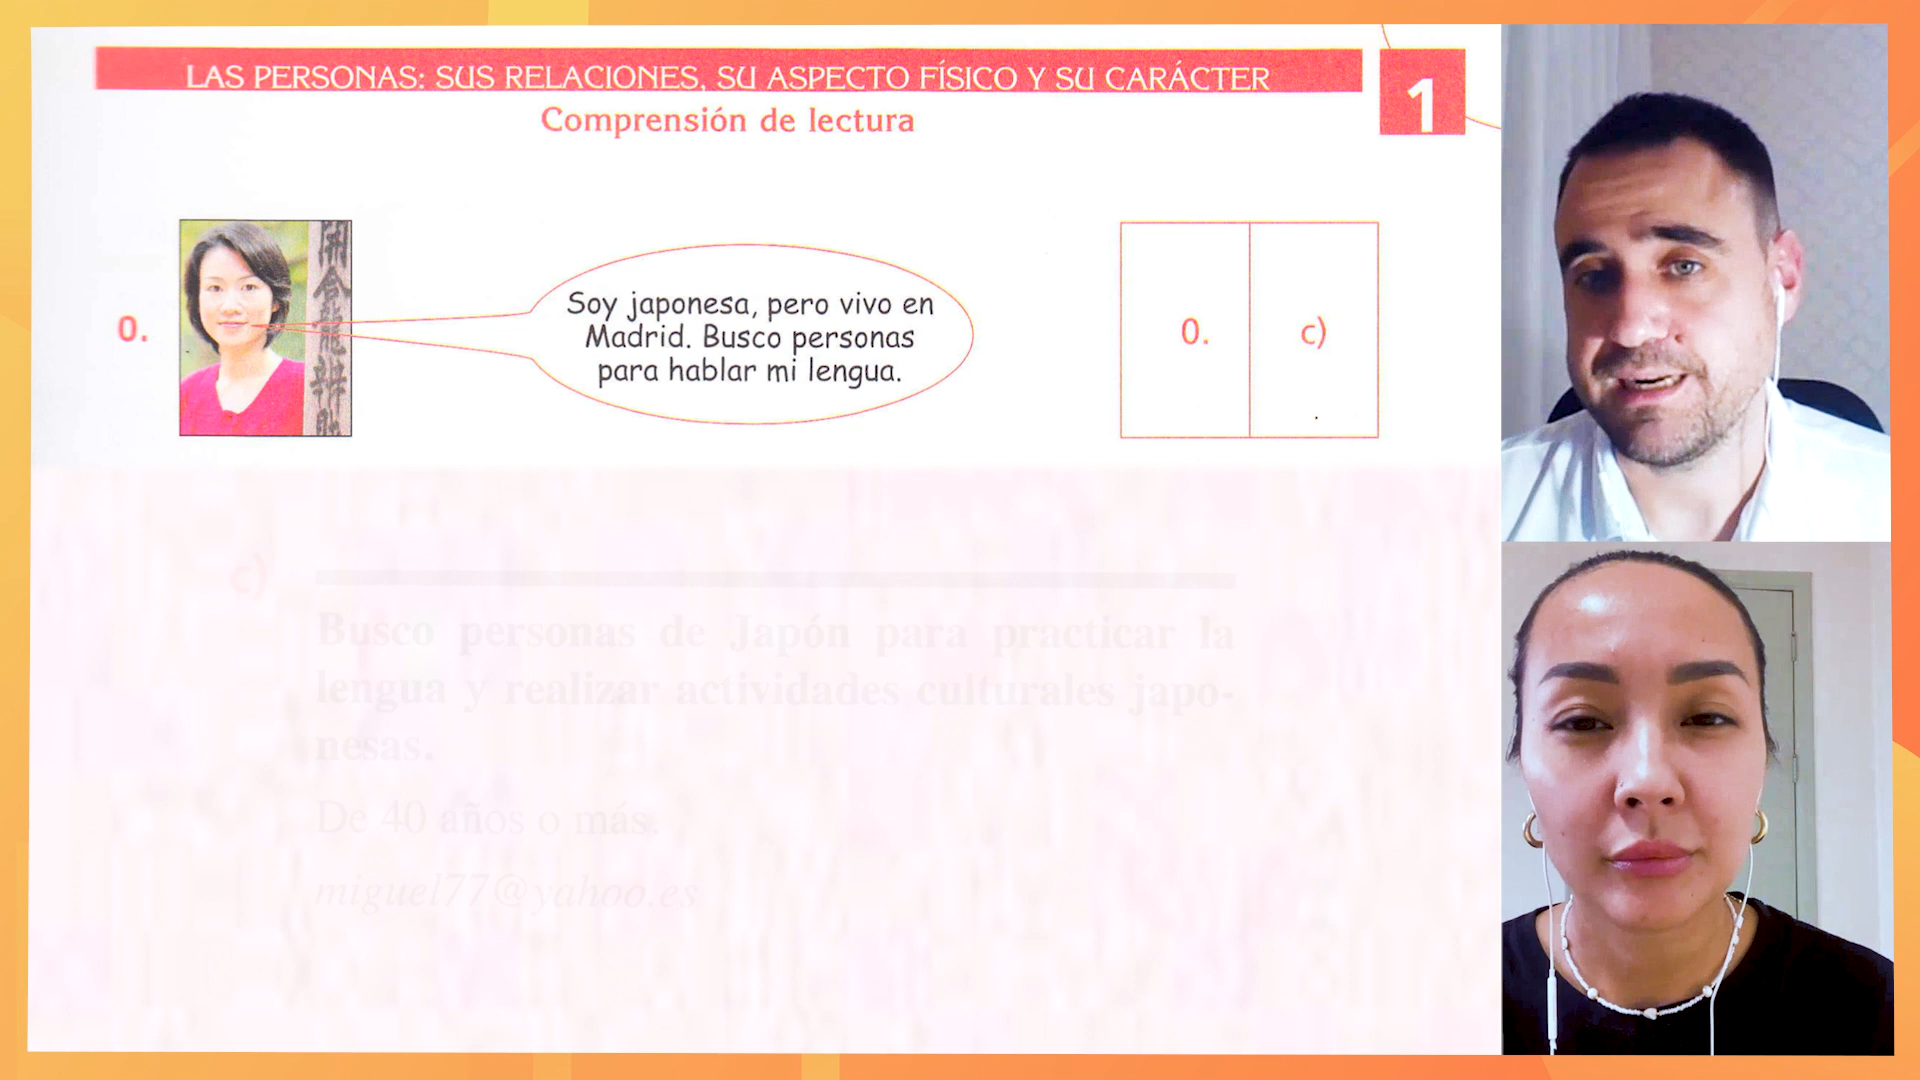 LAS PERSONAS: SUS RELACIONES, SU ASPECTO FÍSICO Y SU CARÁCTER
1
Comprensión de lectura
0.
Soy japonesa, pero vivo en
Madrid. Busco personas
para hablar mi lengua.
0.
c)
c)
Busco personas de Japón para practicar la
lengua y realizar actividades culturales japo-
nesas.
De 40 años o más.
miguel77@yahoo.es